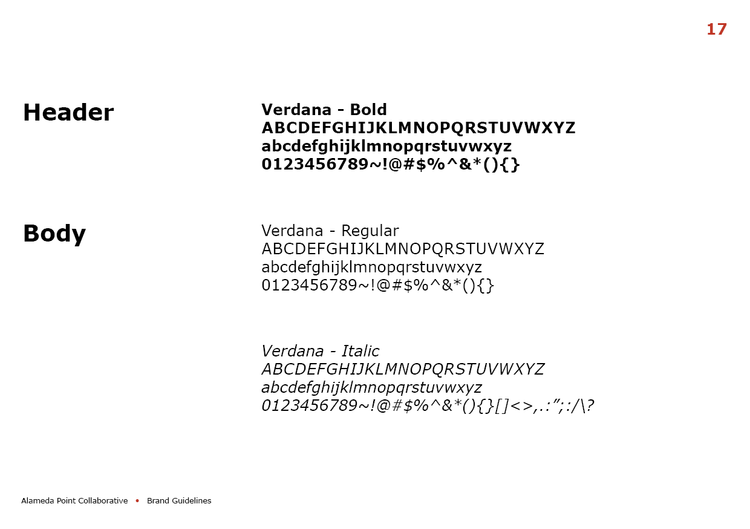 17
Header
Verdana - Bold
ABCDEFGHIJKLMNOPQRSTUVWXYZ
abcdefghijklmnopqrstuvwxyz
0123456789~!@#$%^&*(){}
Body
Verdana - Regular
ABCDEFGHIJKLMNOPQRSTUVWXYZ
abcdefghijklmnopqrstuvwxyz
0123456789~!@#$%^&*(){}
Verdana - Italic
ABCDEFGHIJKLMNOPQRSTUVWXYZ
abcdefghijklmnopqrstuvwxyz
0123456789~!@#$%^&*(){}[]<>,.:”;:/\?
Alameda Point Collaborative • Brand Guidelines